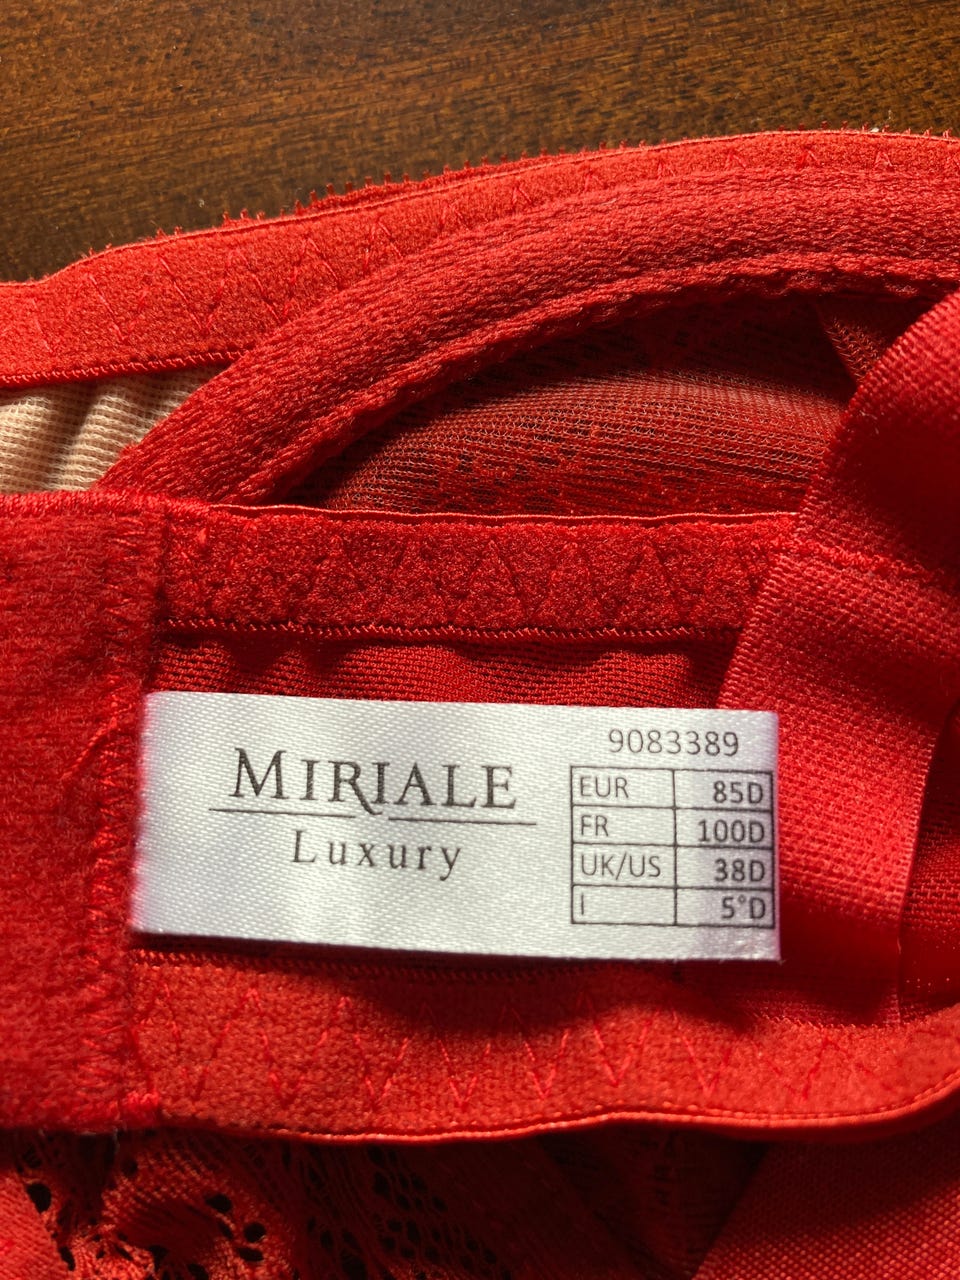 MIRIALE
Luxury
9083389
EUR 85D
FR 100D
UK/US 38D
I 5°D